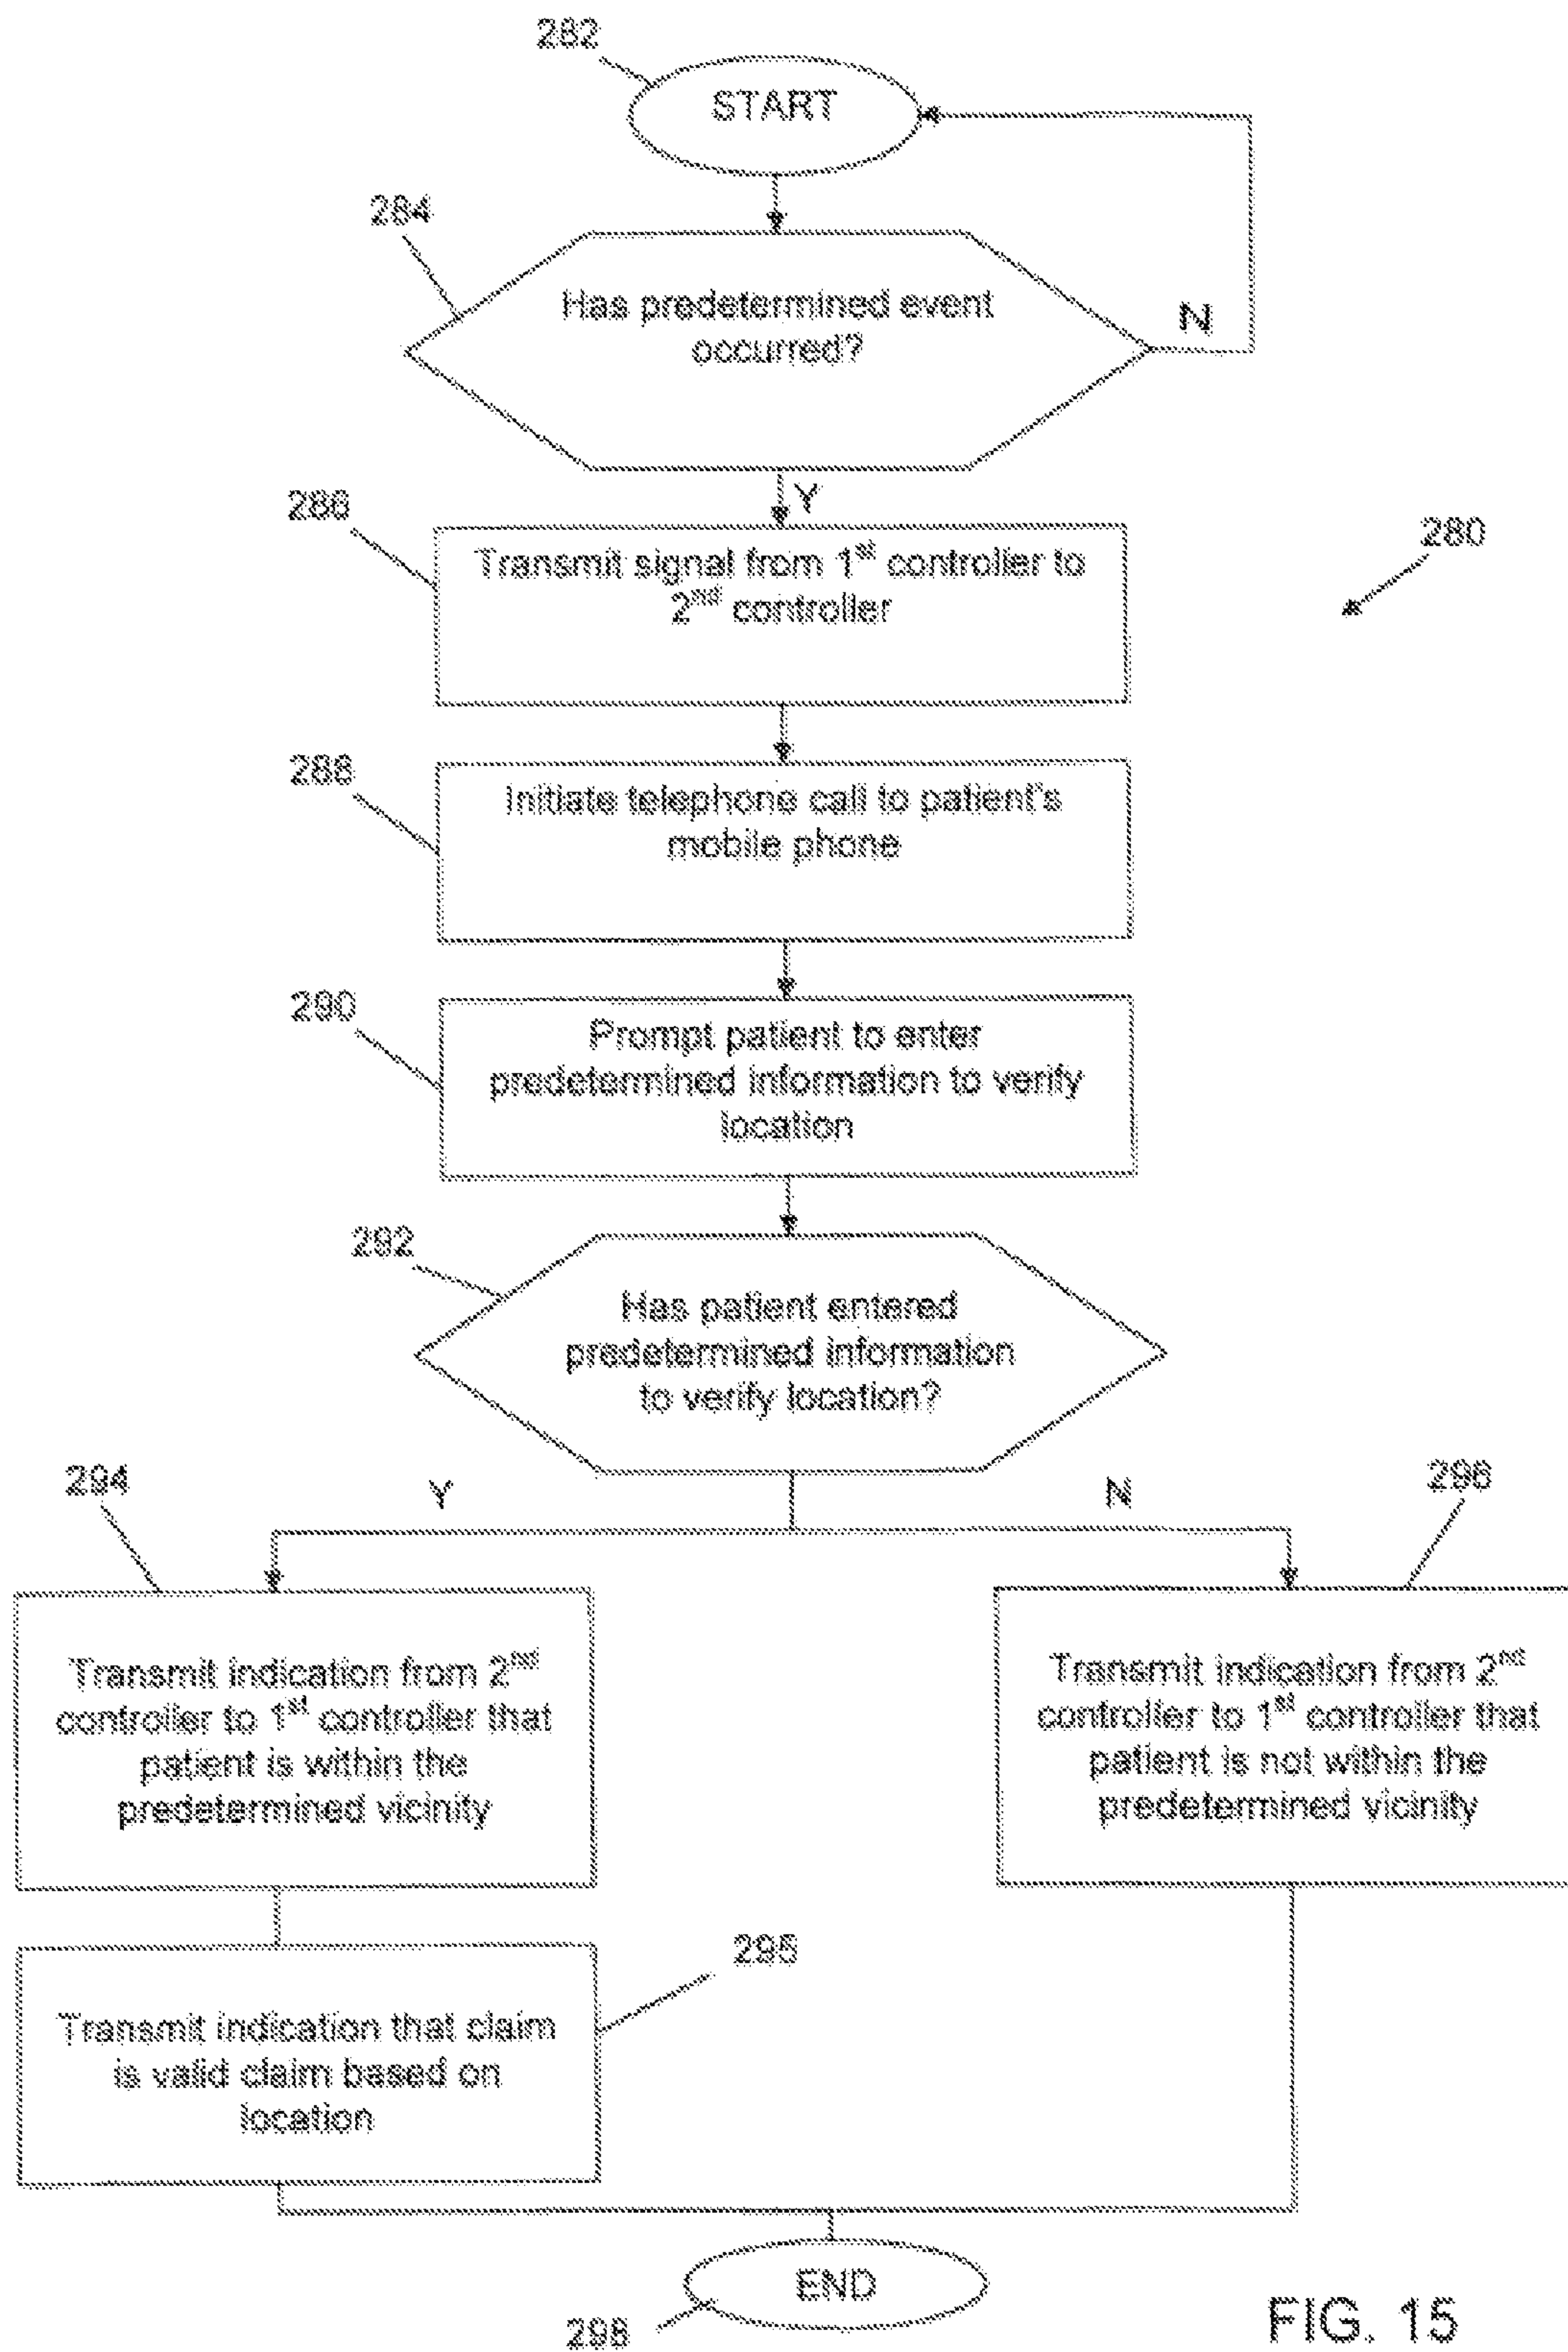 282
START
284
Has predetermined event
occurred?
N
Y
286
Transmit signal from 1st controller to
2nd controller
280
288
Initiate telephone call to patient's
mobile phone
290
Prompt patient to enter
predetermined information to verify
location
292
Has patient entered
predetermined information
to verify location?
294
Y
N
296
Transmit indication from 2nd
controller to 1st controller that
patient is within the
predetermined vicinity
Transmit indication from 2nd
controller to 1st controller that
patient is not within the
predetermined vicinity
295
Transmit indication that claim
is valid claim based on
location
END
298
FIG. 15